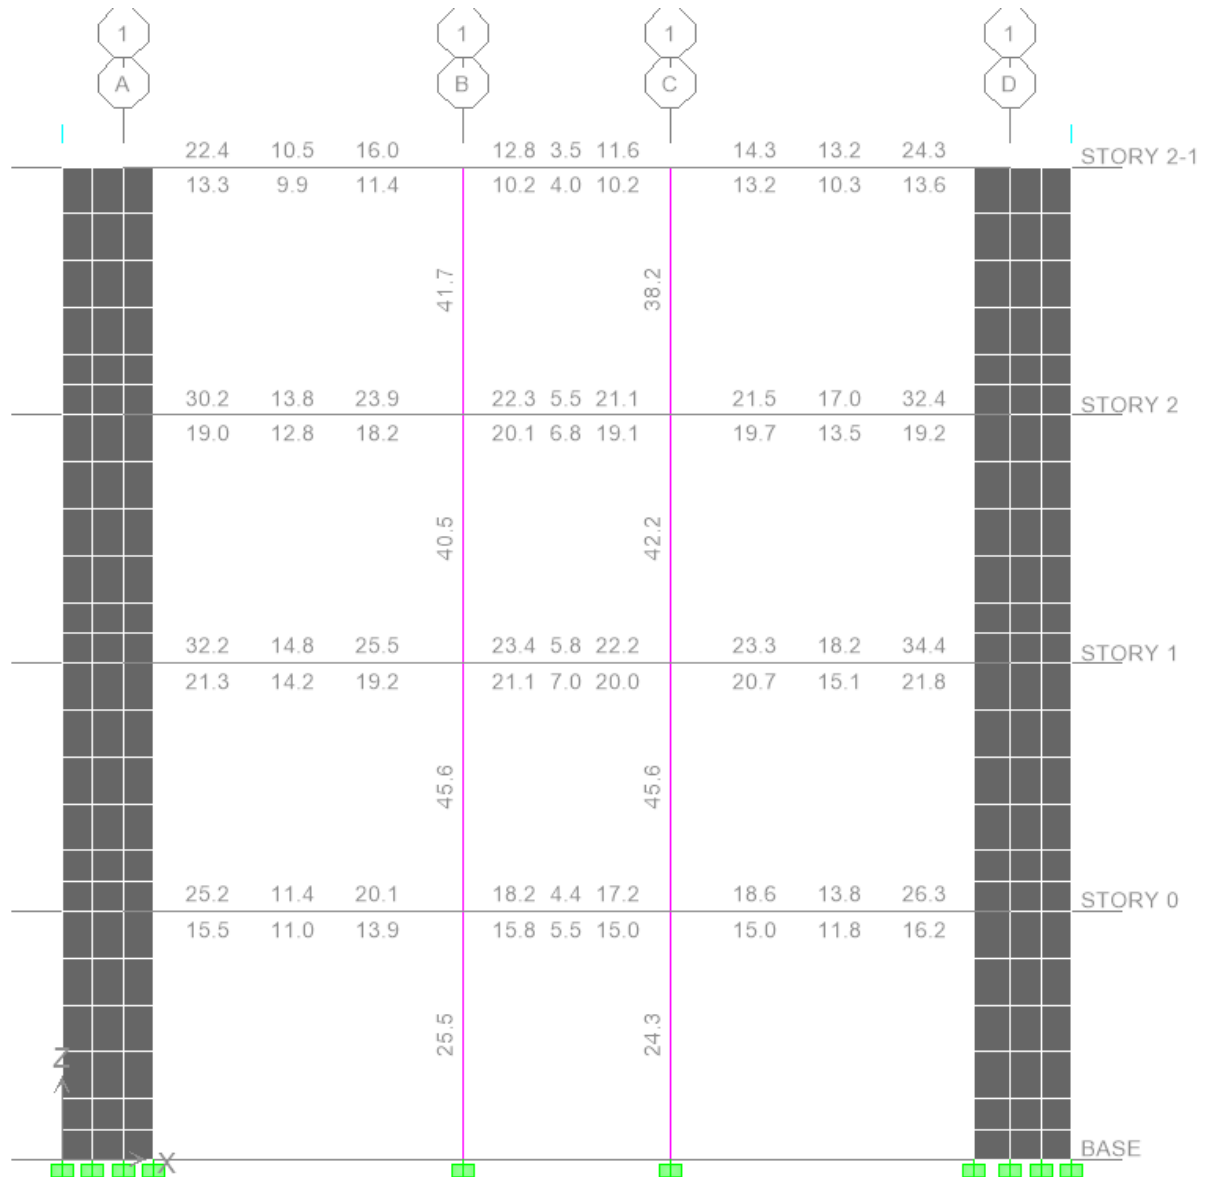 1 1 1 1
A B C D
22.4 10.5 16.0 12.8 3.5 11.6 14.3 13.2 24.3 STORY 2-1
13.3 9.9 11.4 10.2 4.0 10.2 13.2 10.3 13.6
41.7 38.2
30.2 13.8 23.9 22.3 5.5 21.1 21.5 17.0 32.4 STORY 2
19.0 12.8 18.2 20.1 6.8 19.1 19.7 13.5 19.2
40.5 42.2
32.2 14.8 25.5 23.4 5.8 22.2 23.3 18.2 34.4 STORY 1
21.3 14.2 19.2 21.1 7.0 20.0 20.7 15.1 21.8
45.6 45.6
25.2 11.4 20.1 18.2 4.4 17.2 18.6 13.8 26.3 STORY 0
15.5 11.0 13.9 15.8 5.5 15.0 15.0 11.8 16.2
25.5 24.3
Z
X BASE